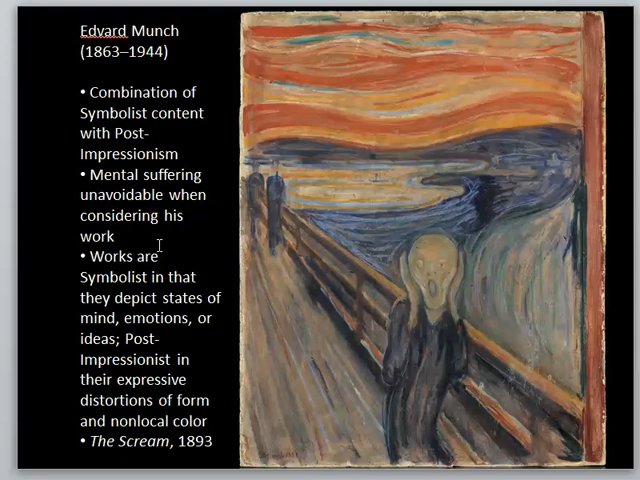 Edvard Munch
(1863–1944)
• Combination of
Symbolist content
with Post-
Impressionism
• Mental suffering
unavoidable when
considering his
work
• Works are
Symbolist in that
they depict states of
mind, emotions, or
ideas; Post-
Impressionist in
their expressive
distortions of form
and nonlocal color
• The Scream, 1893